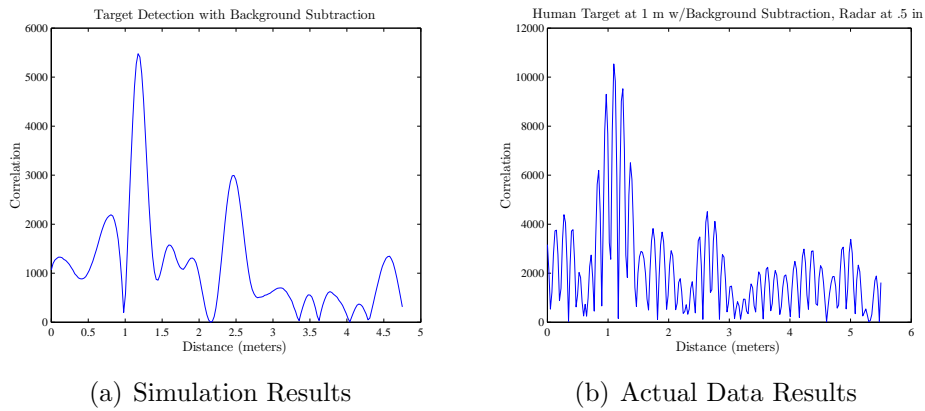 Target Detection with Background Subtraction
6000
5000
4000
3000
2000
1000
0
Correlation
0 0.5 1 1.5 2 2.5 3 3.5 4 4.5 5
Distance (meters)
(a) Simulation Results
Human Target at 1 m w/Background Subtraction, Radar at .5 in
12000
10000
8000
6000
4000
2000
0
Correlation
0 1 2 3 4 5 6
Distance (meters)
(b) Actual Data Results